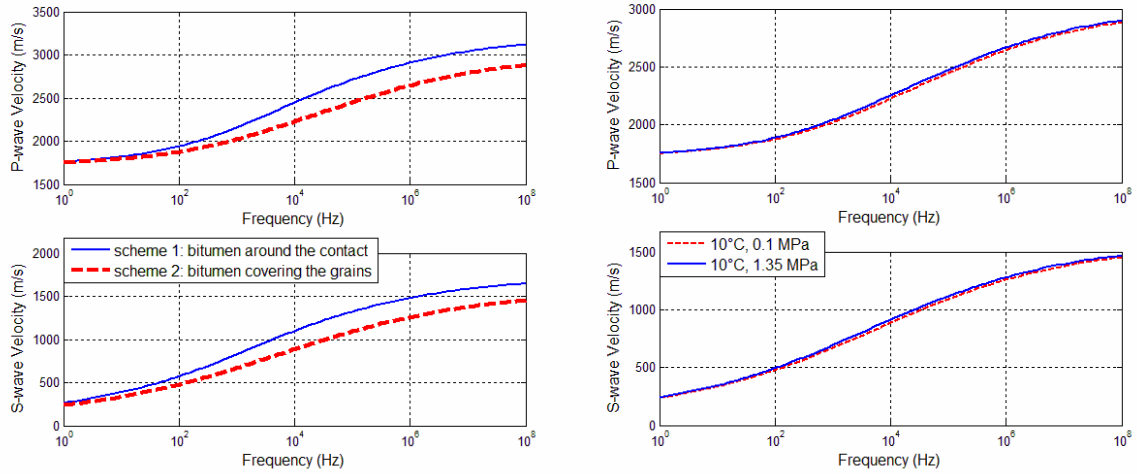 3500
3000
2500
2000
1500
P-wave Velocity (m/s)
10^0 10^2 10^4 10^6 10^8
Frequency (Hz)
2000
1500
1000
500
0
S-wave Velocity (m/s)
scheme 1: bitumen around the contact
scheme 2: bitumen covering the grains
10^0 10^2 10^4 10^6 10^8
Frequency (Hz)
3000
2500
2000
1500
P-wave Velocity (m/s)
10^0 10^2 10^4 10^6 10^8
Frequency (Hz)
1500
1000
500
0
S-wave Velocity (m/s)
10°C, 0.1 MPa
10°C, 1.35 MPa
10^0 10^2 10^4 10^6 10^8
Frequency (Hz)